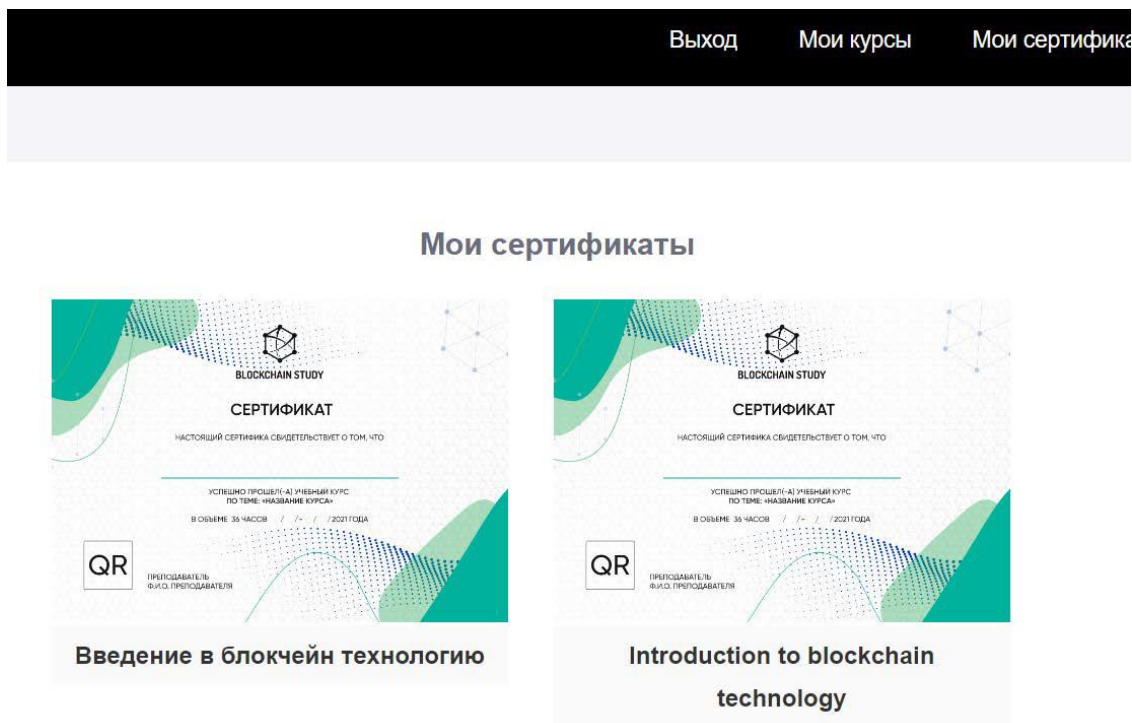 Выход Мои курсы Мои сертифика
Мои сертификаты
BLOCKCHAIN STUDY
СЕРТИФИКАТ
НАСТОЯЩИЙ СЕРТИФИКА СВИДЕТЕЛЬСТВУЕТ О ТОМ, ЧТО
УСПЕШНО ПРОШЕЛ(-А) УЧЕБНЫЙ КУРС
ПО ТЕМЕ: «НАЗВАНИЕ КУРСА»
В ОБЪЕМЕ 36 ЧАСОВ / /- / /2021 ГОДА
QR
ПРЕПОДАВАТЕЛЬ
Ф.И.О. ПРЕПОДАВАТЕЛЯ
Введение в блокчейн технологию
BLOCKCHAIN STUDY
СЕРТИФИКАТ
НАСТОЯЩИЙ СЕРТИФИКА СВИДЕТЕЛЬСТВУЕТ О ТОМ, ЧТО
УСПЕШНО ПРОШЕЛ(-А) УЧЕБНЫЙ КУРС
ПО ТЕМЕ: «НАЗВАНИЕ КУРСА»
В ОБЪЕМЕ 36 ЧАСОВ / /- / /2021 ГОДА
QR
ПРЕПОДАВАТЕЛЬ
Ф.И.О. ПРЕПОДАВАТЕЛЯ
Introduction to blockchain
technology